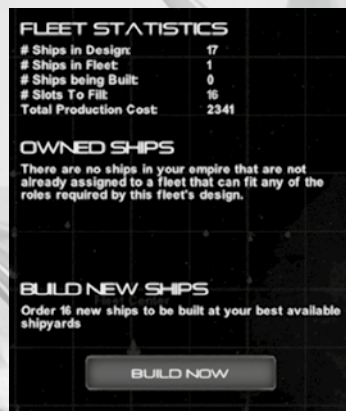 FLEET STATISTICS
# Ships in Design: 17
# Ships in Fleet: 1
# Ships being Built: 0
# Slots To Fill: 16
Total Production Cost: 2341
OWNED SHIPS
There are no ships in your empire that are not
already assigned to a fleet that can fit any of the
roles required by this fleet's design.
Fleet Center
BUILD NEW SHIPS
Order 16 new ships to be built at your best available
shipyards
BUILD NOW